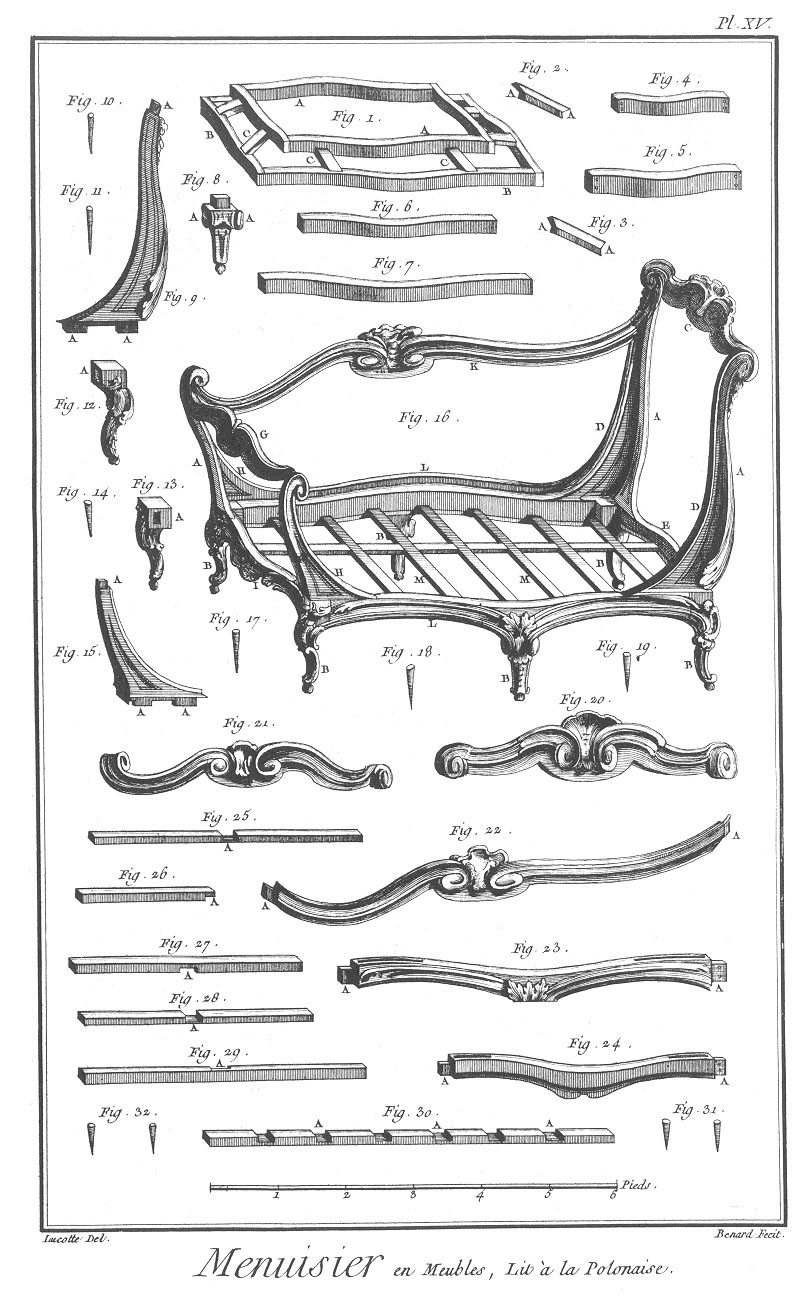 Pl. XV.
Fig. 10. A
Fig. 1. A A B B C C C
Fig. 2. A A
Fig. 4.
Fig. 5.
Fig. 11.
Fig. 8. A A
Fig. 6.
Fig. 3. A A
Fig. 7.
Fig. 9. A A
Fig. 12. A
Fig. 16. A A A B B B B B C D D E G H H I K L L M M
Fig. 14.
Fig. 13. A
Fig. 15. A A A
Fig. 17.
Fig. 18.
Fig. 19.
Fig. 21.
Fig. 20.
Fig. 25. A
Fig. 22. A A
Fig. 26. A
Fig. 27. A
Fig. 23. A A
Fig. 28. A
Fig. 29. A
Fig. 24. A A
Fig. 32.
Fig. 30. A A A
Fig. 31.
1 2 3 4 5 6 Pieds.
Lucotte Del. Benard Fecit.
Menuisier en Meubles, Lit à la Polonaise.